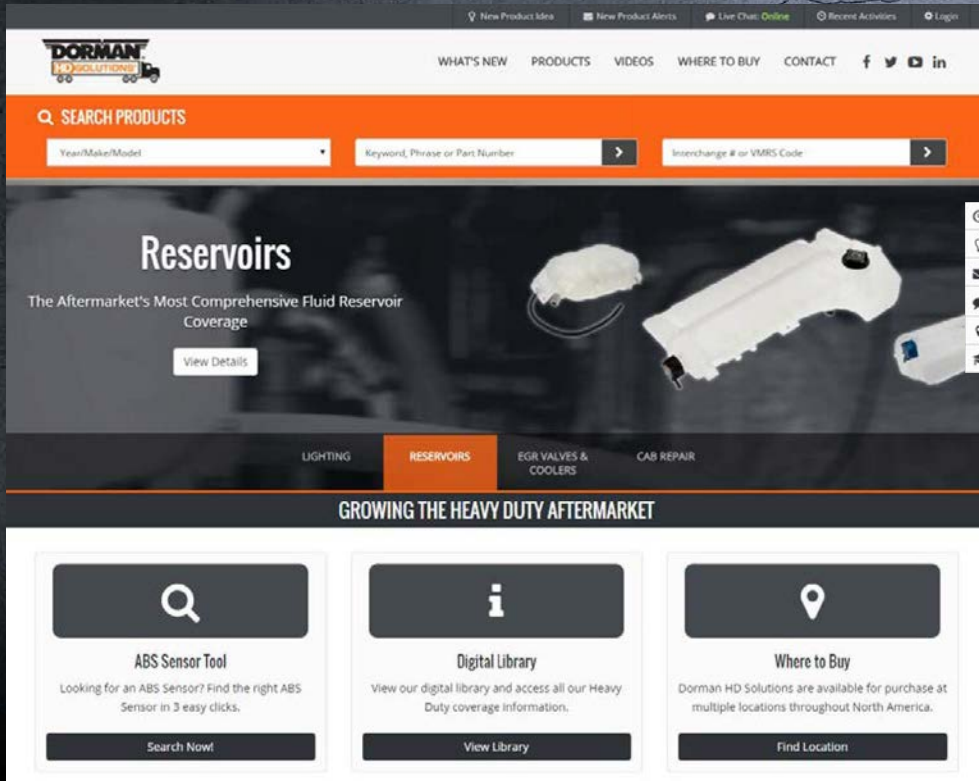 New Product Idea New Product Alerts Live Chat: Online Recent Activities Login
DORMAN
HD SOLUTIONS
WHAT'S NEW PRODUCTS VIDEOS WHERE TO BUY CONTACT
SEARCH PRODUCTS
Year/Make/Model Keyword, Phrase or Part Number Interchange # or VMRS Code
Reservoirs
The Aftermarket's Most Comprehensive Fluid Reservoir
Coverage
View Details
LIGHTING RESERVOIRS EGR VALVES & CAB REPAIR
COOLERS
GROWING THE HEAVY DUTY AFTERMARKET
ABS Sensor Tool
Looking for an ABS Sensor? Find the right ABS
Sensor in 3 easy clicks.
Search Now!
Digital Library
View our digital library and access all our Heavy
Duty coverage information.
View Library
Where to Buy
Dorman HD Solutions are available for purchase at
multiple locations throughout North America.
Find Location